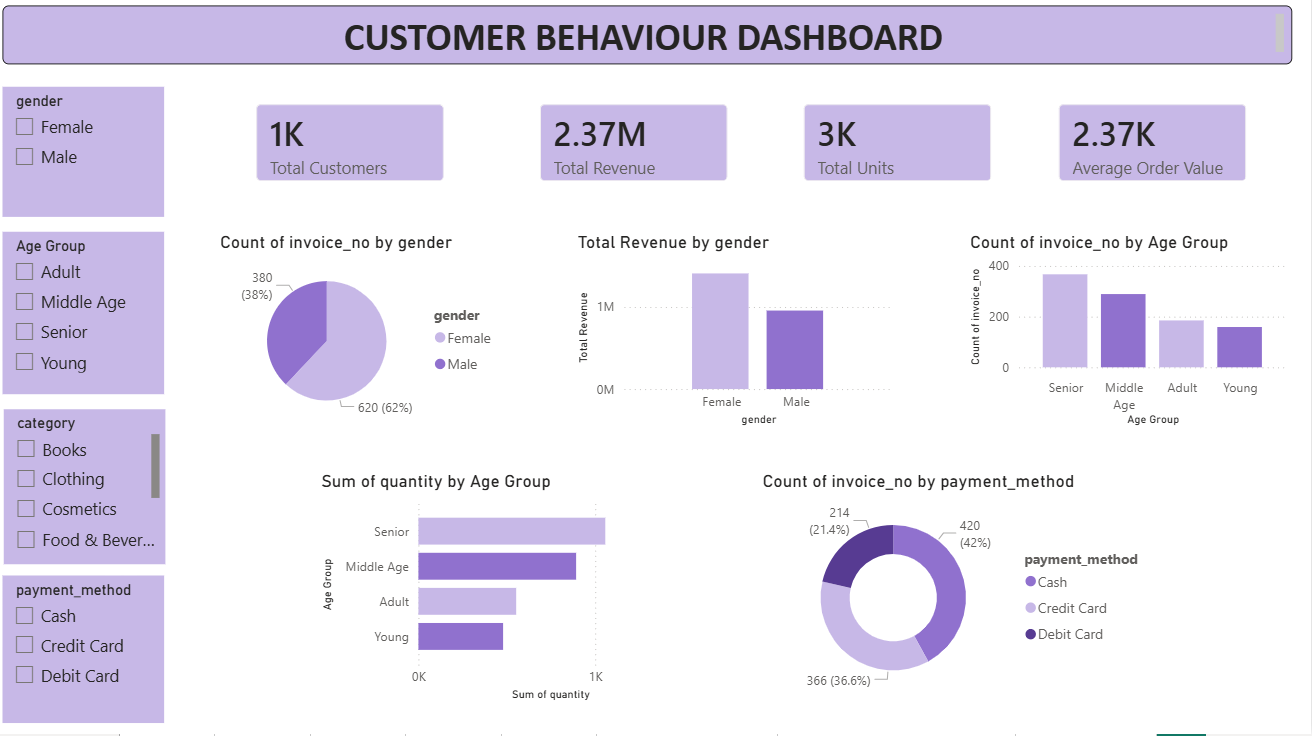 CUSTOMER BEHAVIOUR DASHBOARD
gender
Female
Male
Age Group
Adult
Middle Age
Senior
Young
category
Books
Clothing
Cosmetics
Food & Bever...
payment_method
Cash
Credit Card
Debit Card
1K
Total Customers
2.37M
Total Revenue
3K
Total Units
2.37K
Average Order Value
Count of invoice_no by gender
380
(38%)
620 (62%)
gender
Female
Male
Total Revenue by gender
Total Revenue
1M
0M
Female
Male
gender
Count of invoice_no by Age Group
Count of invoice_no
400
200
0
Senior
Middle
Age
Adult
Young
Age Group
Sum of quantity by Age Group
Age Group
Senior
Middle Age
Adult
Young
0K
1K
Sum of quantity
Count of invoice_no by payment_method
214
(21.4%)
420
(42%)
366 (36.6%)
payment_method
Cash
Credit Card
Debit Card